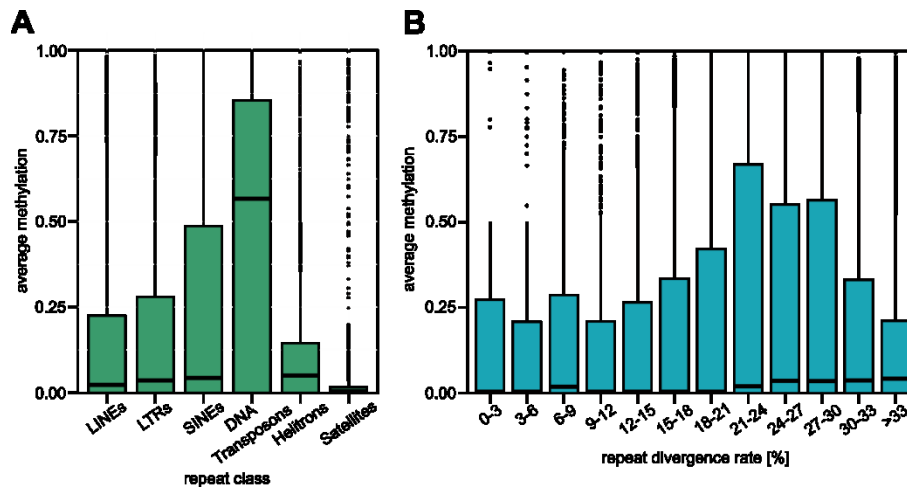 A
average methylation
1.00
0.75
0.50
0.25
0.00
LINEs
LTRs
SINEs
DNA
Transposons
Helitrons
Satellites
repeat class
B
average methylation
1.00
0.75
0.50
0.25
0.00
0-3
3-6
6-9
9-12
12-15
15-18
18-21
21-24
24-27
27-30
30-33
>33
repeat divergence rate [%]